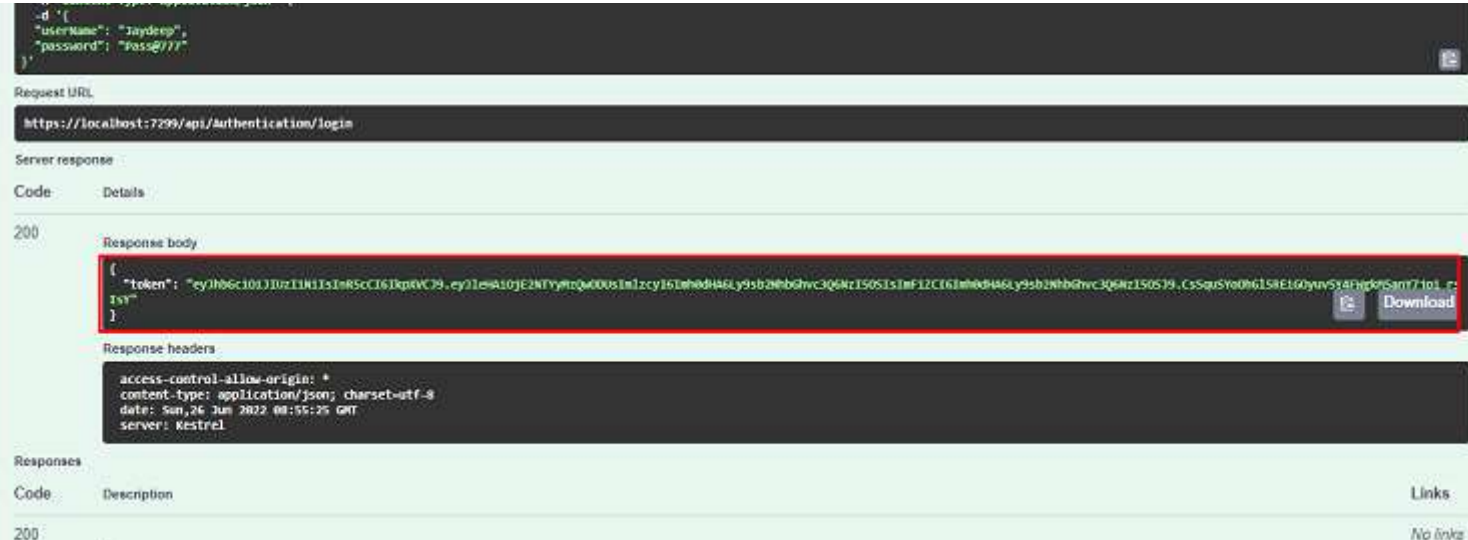 -d '{
"userName": "Jaydeep",
"password": "Pass@777"
}'
Request URL
https://localhost:7299/api/Authentication/login
Server response
Code Details
200
Response body
{
"token":
}
Download
Response headers
access-control-allow-origin: *
content-type: application/json; charset=utf-8
date: Sun,26 Jun 2022 08:55:25 GMT
server: Kestrel
Responses
Code Description Links
200 No links